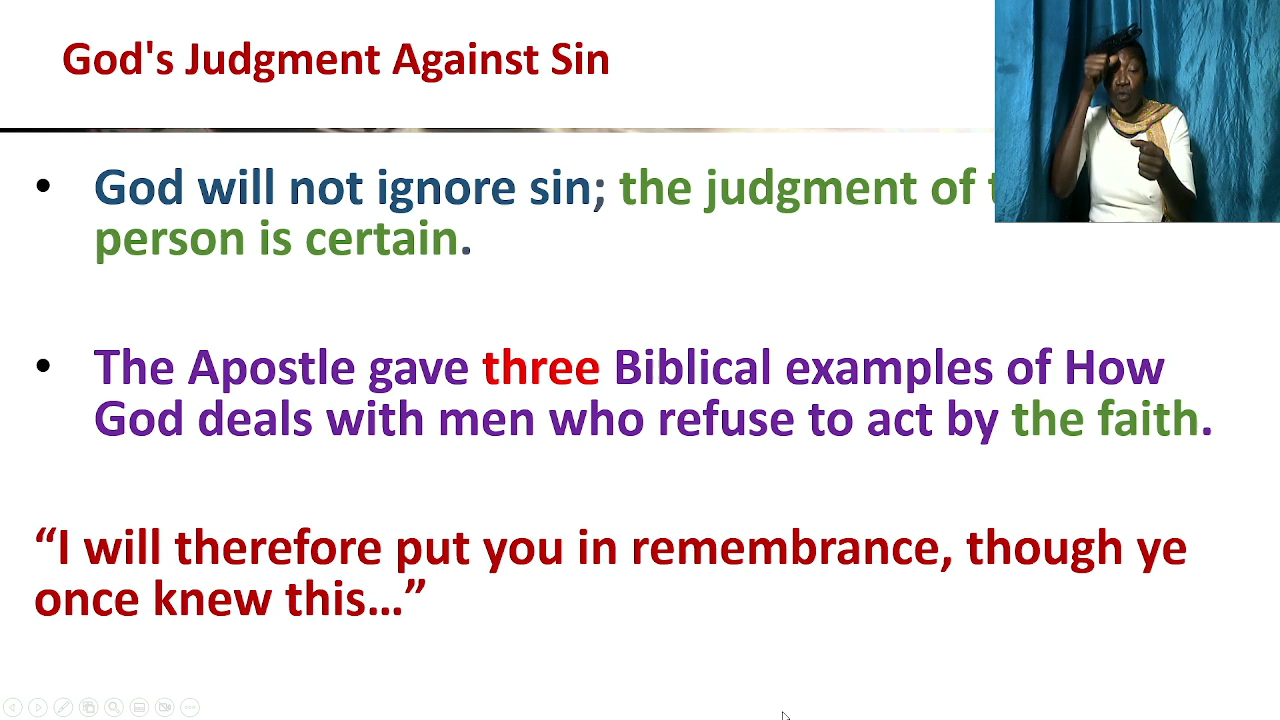 God's Judgment Against Sin
• God will not ignore sin; the judgment of
person is certain.
• The Apostle gave three Biblical examples of How
God deals with men who refuse to act by the faith.
“I will therefore put you in remembrance, though ye
once knew this…”